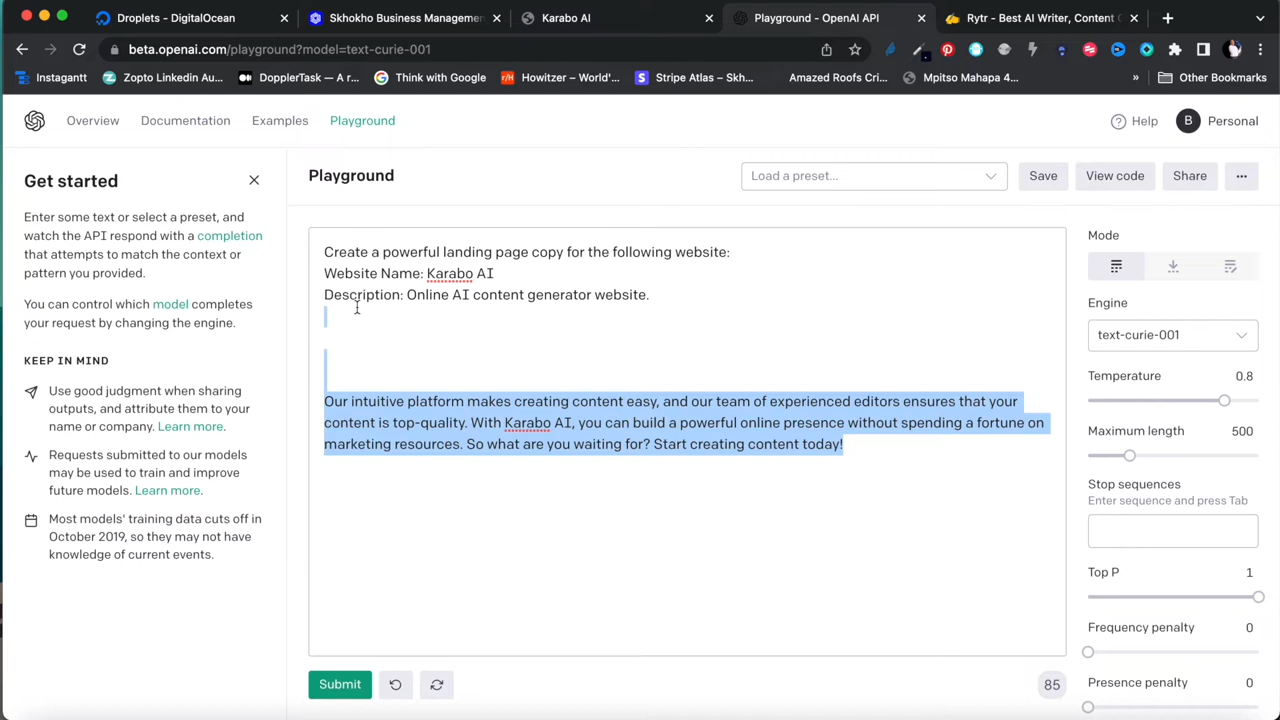 Droplets - DigitalOcean
Skhokho Business Managemen
Karabo AI
Playground - OpenAI API
Rytr - Best AI Writer, Content G
beta.openai.com/playground?model=text-curie-001
Instagantt
Zopto Linkedin Au...
DopplerTask — A r...
Think with Google
Howitzer – World'...
Stripe Atlas – Skh...
Amazed Roofs Cri...
Mpitso Mahapa 4...
»
Other Bookmarks
Overview
Documentation
Examples
Playground
Help
B
Personal
Get started
Enter some text or select a preset, and
watch the API respond with a completion
that attempts to match the context or
pattern you provided.
You can control which model completes
your request by changing the engine.
KEEP IN MIND
Use good judgment when sharing
outputs, and attribute them to your
name or company. Learn more.
Requests submitted to our models
may be used to train and improve
future models. Learn more.
Most models' training data cuts off in
October 2019, so they may not have
knowledge of current events.
Playground
Load a preset...
Save
View code
Share
...
Create a powerful landing page copy for the following website:
Website Name: Karabo AI
Description: Online AI content generator website.
Our intuitive platform makes creating content easy, and our team of experienced editors ensures that your
content is top-quality. With Karabo AI, you can build a powerful online presence without spending a fortune on
marketing resources. So what are you waiting for? Start creating content today!
Submit
85
Mode
Engine
text-curie-001
Temperature 0.8
Maximum length 500
Stop sequences
Enter sequence and press Tab
Top P 1
Frequency penalty 0
Presence penalty 0